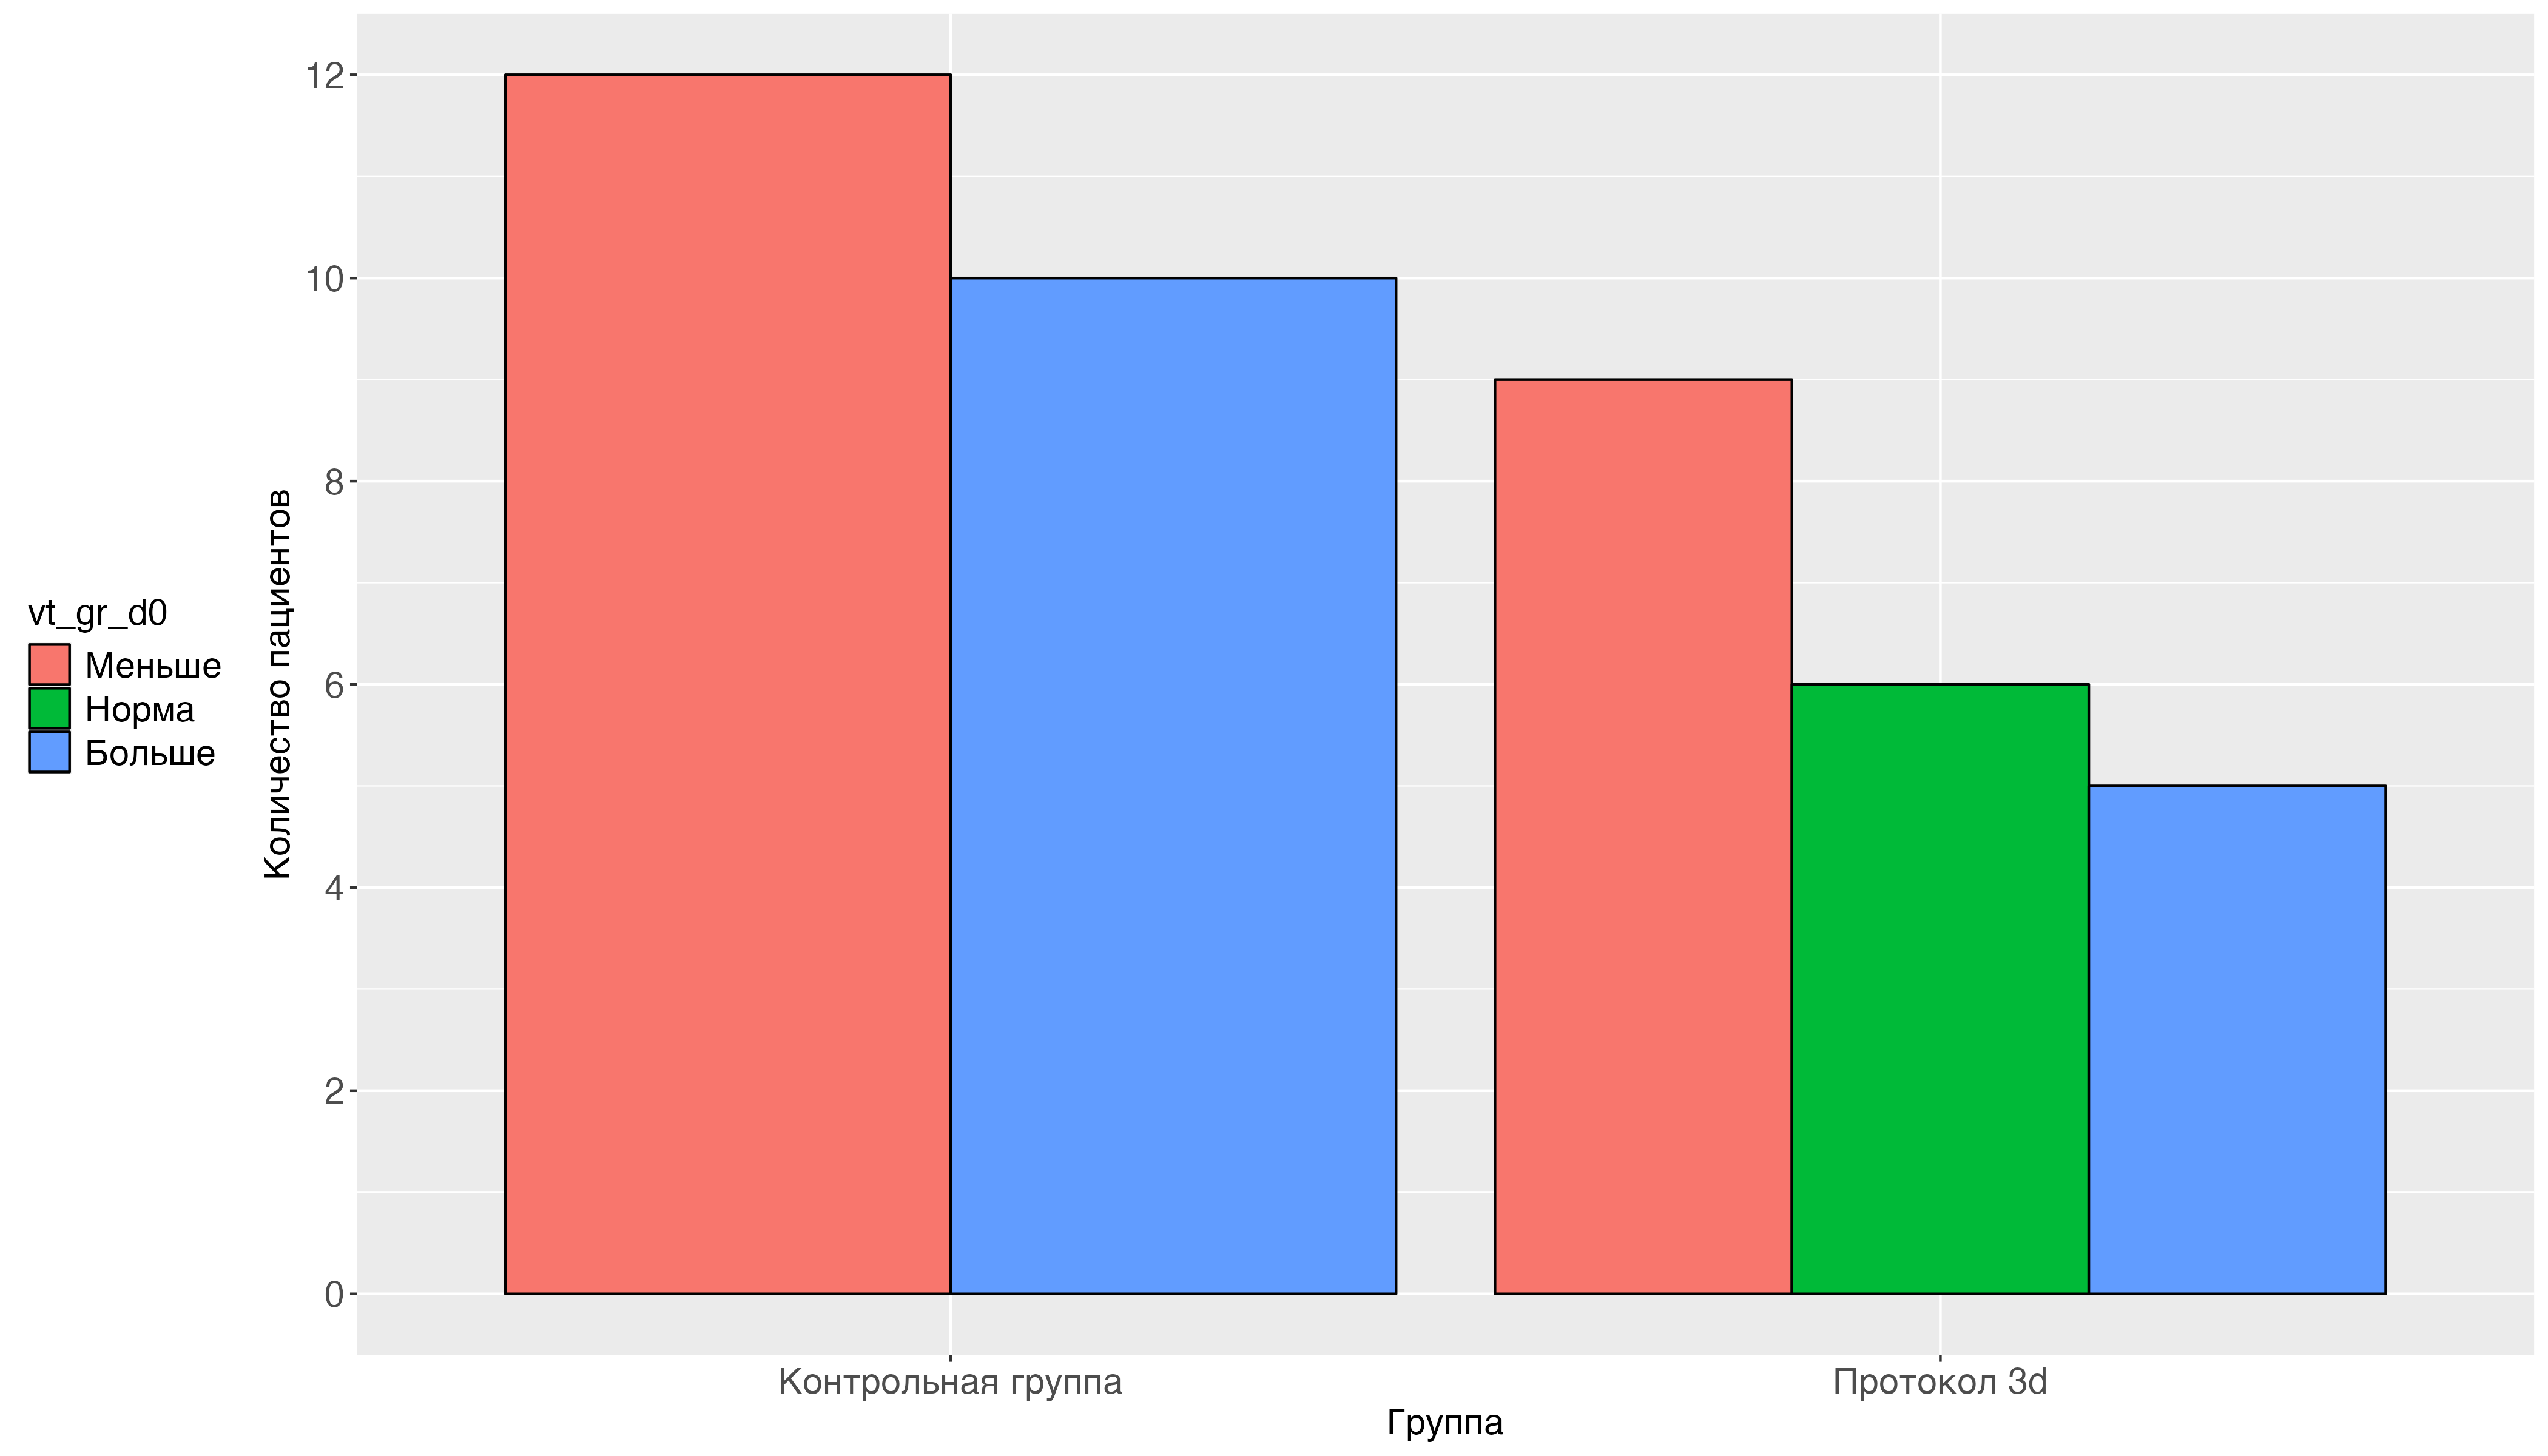 vt_gr_d0
Меньше
Норма
Больше
Количество пациентов
12
10
8
6
4
2
0
Контрольная группа
Протокол 3d
Группа